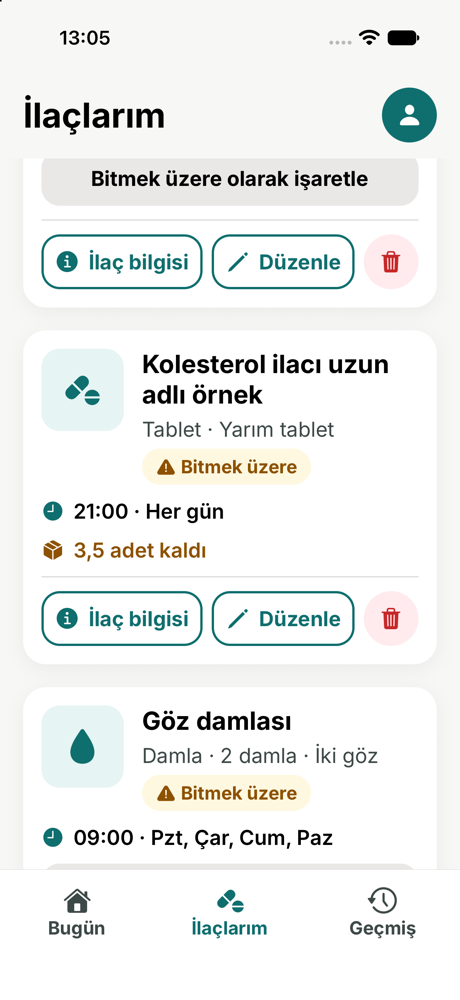 13:05
İlaçlarım
Bitmek üzere olarak işaretle
İlaç bilgisi
Düzenle
Kolesterol ilacı uzun
adlı örnek
Tablet · Yarım tablet
Bitmek üzere
21:00 · Her gün
3,5 adet kaldı
İlaç bilgisi
Düzenle
Göz damlası
Damla · 2 damla · İki göz
Bitmek üzere
09:00 · Pzt, Çar, Cum, Paz
Bugün
İlaçlarım
Geçmiş